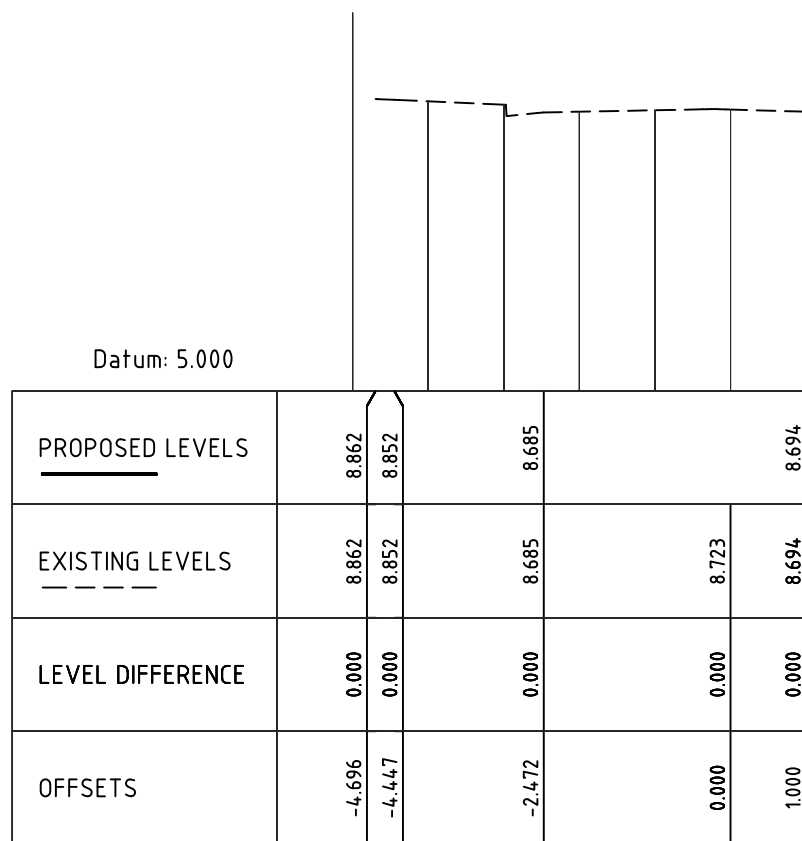 Datum: 5.000
PROPOSED LEVELS 8.862 8.852 8.685 8.694
EXISTING LEVELS 8.862 8.852 8.685 8.723 8.694
LEVEL DIFFERENCE 0.000 0.000 0.000 0.000 0.000
OFFSETS -4.696 -4.447 -2.472 0.000 1.000